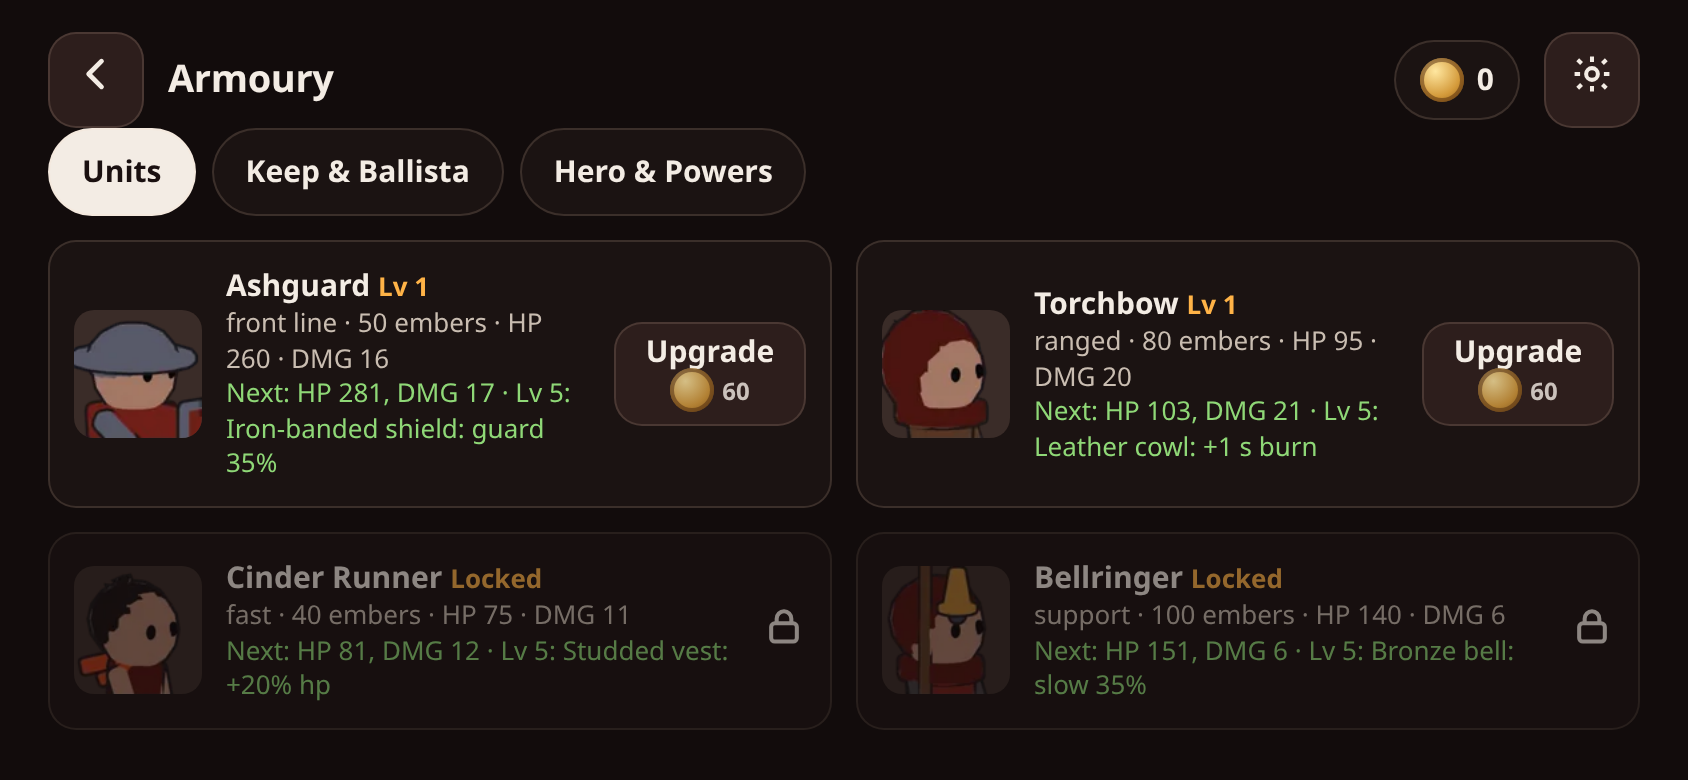 Armoury
0
Units
Keep & Ballista
Hero & Powers
Ashguard Lv 1
front line · 50 embers · HP
260 · DMG 16
Next: HP 281, DMG 17 · Lv 5:
Iron-banded shield: guard
35%
Upgrade
60
Torchbow Lv 1
ranged · 80 embers · HP 95 ·
DMG 20
Next: HP 103, DMG 21 · Lv 5:
Leather cowl: +1 s burn
Upgrade
60
Cinder Runner Locked
fast · 40 embers · HP 75 · DMG 11
Next: HP 81, DMG 12 · Lv 5: Studded vest:
+20% hp
Bellringer Locked
support · 100 embers · HP 140 · DMG 6
Next: HP 151, DMG 6 · Lv 5: Bronze bell:
slow 35%